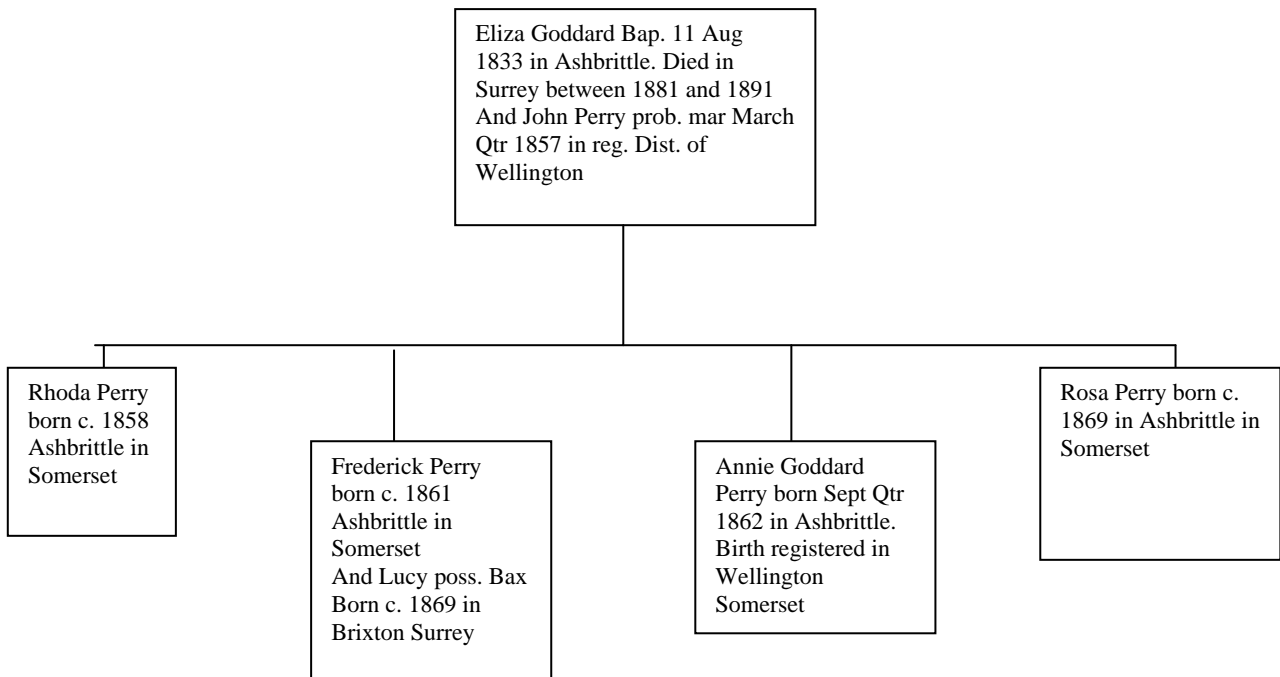 Eliza Goddard Bap. 11 Aug
1833 in Ashbrittle. Died in
Surrey between 1881 and 1891
And John Perry prob. mar March
Qtr 1857 in reg. Dist. of
Wellington
Rhoda Perry
born c. 1858
Ashbrittle in
Somerset
Frederick Perry
born c. 1861
Ashbrittle in
Somerset
And Lucy poss. Bax
Born c. 1869 in
Brixton Surrey
Annie Goddard
Perry born Sept Qtr
1862 in Ashbrittle.
Birth registered in
Wellington
Somerset
Rosa Perry born c.
1869 in Ashbrittle in
Somerset